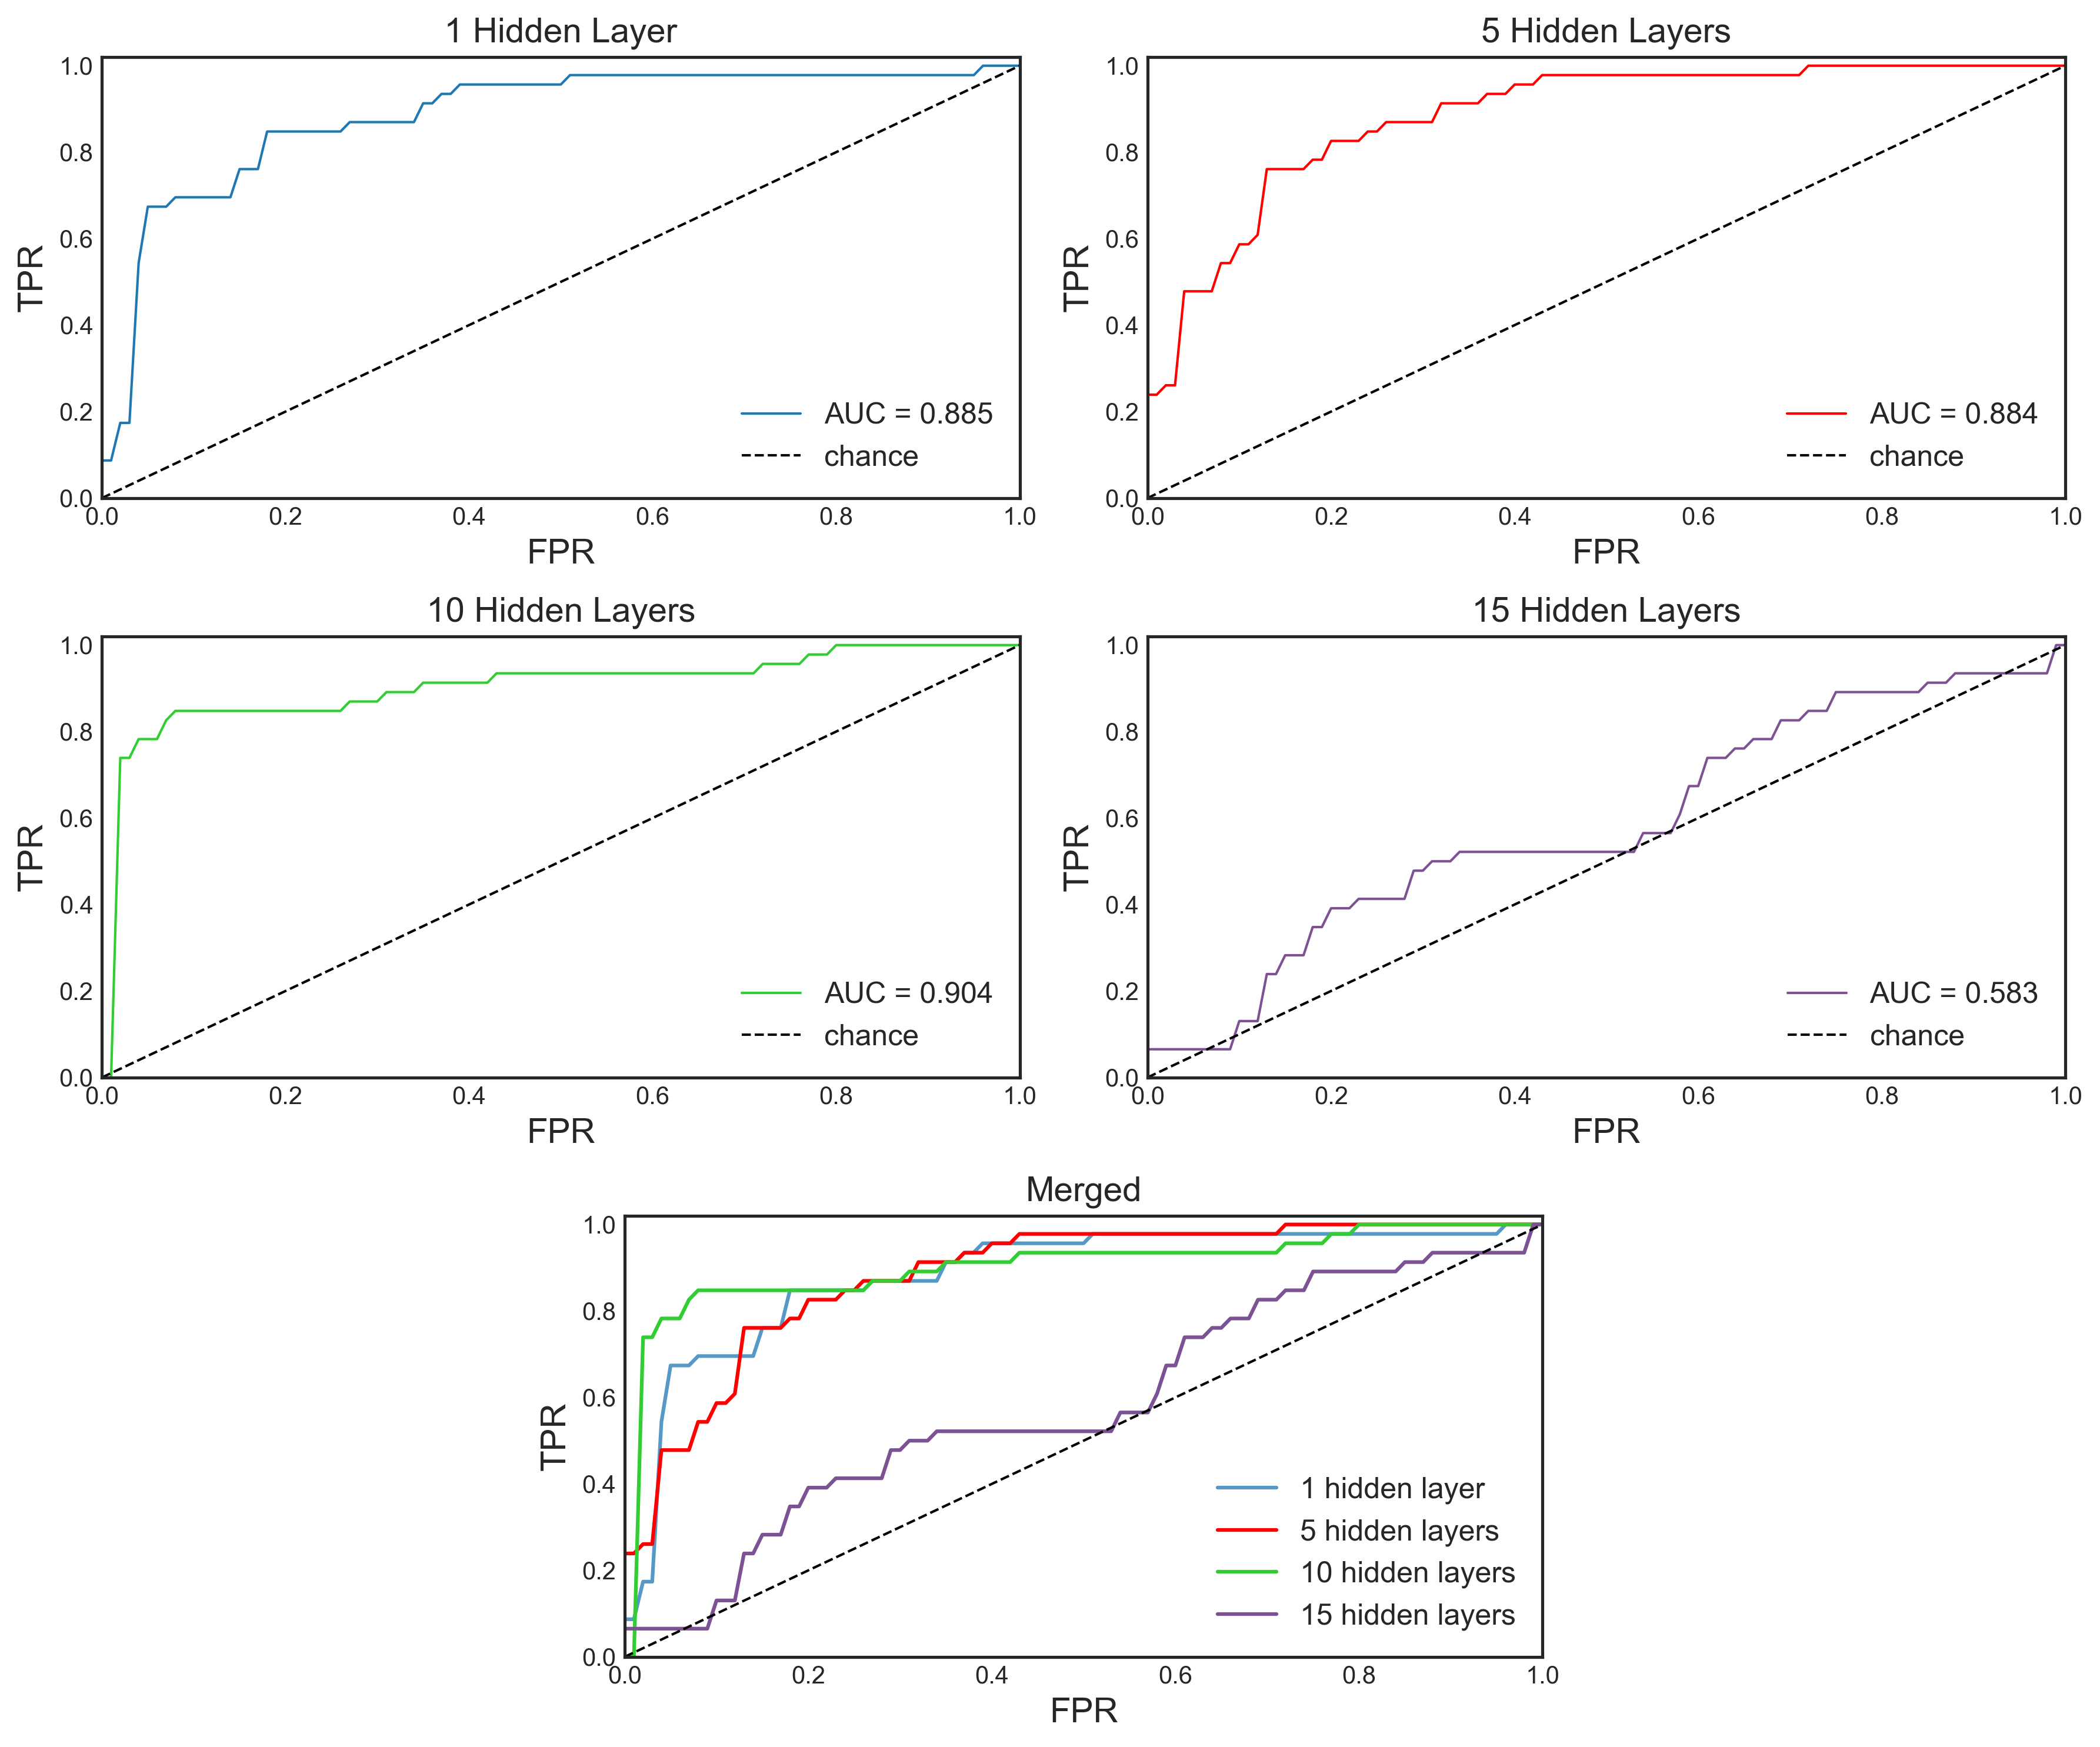 1 Hidden Layer
TPR
1.0
0.8
0.6
0.4
0.2
0.0
0.0 0.2 0.4 0.6 0.8 1.0
FPR
AUC = 0.885
chance
5 Hidden Layers
TPR
1.0
0.8
0.6
0.4
0.2
0.0
0.0 0.2 0.4 0.6 0.8 1.0
FPR
AUC = 0.884
chance
10 Hidden Layers
TPR
1.0
0.8
0.6
0.4
0.2
0.0
0.0 0.2 0.4 0.6 0.8 1.0
FPR
AUC = 0.904
chance
15 Hidden Layers
TPR
1.0
0.8
0.6
0.4
0.2
0.0
0.0 0.2 0.4 0.6 0.8 1.0
FPR
AUC = 0.583
chance
Merged
TPR
1.0
0.8
0.6
0.4
0.2
0.0
0.0 0.2 0.4 0.6 0.8 1.0
FPR
1 hidden layer
5 hidden layers
10 hidden layers
15 hidden layers